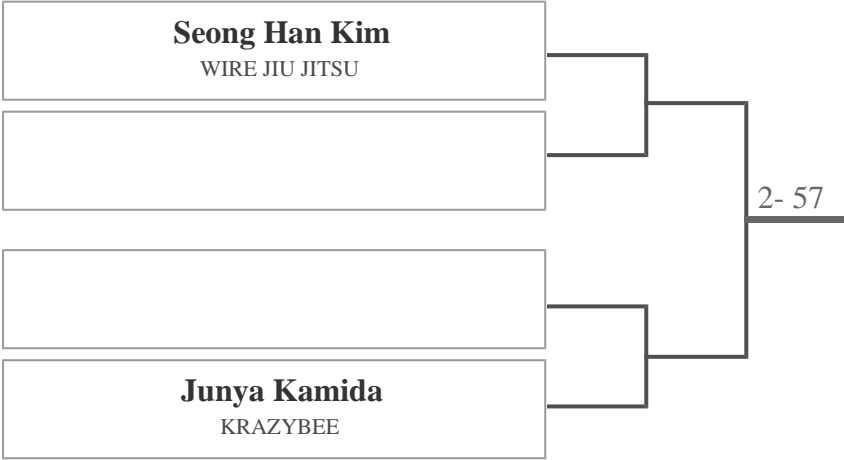 Seong Han Kim
WIRE JIU JITSU
2- 57
Junya Kamida
KRAZYBEE